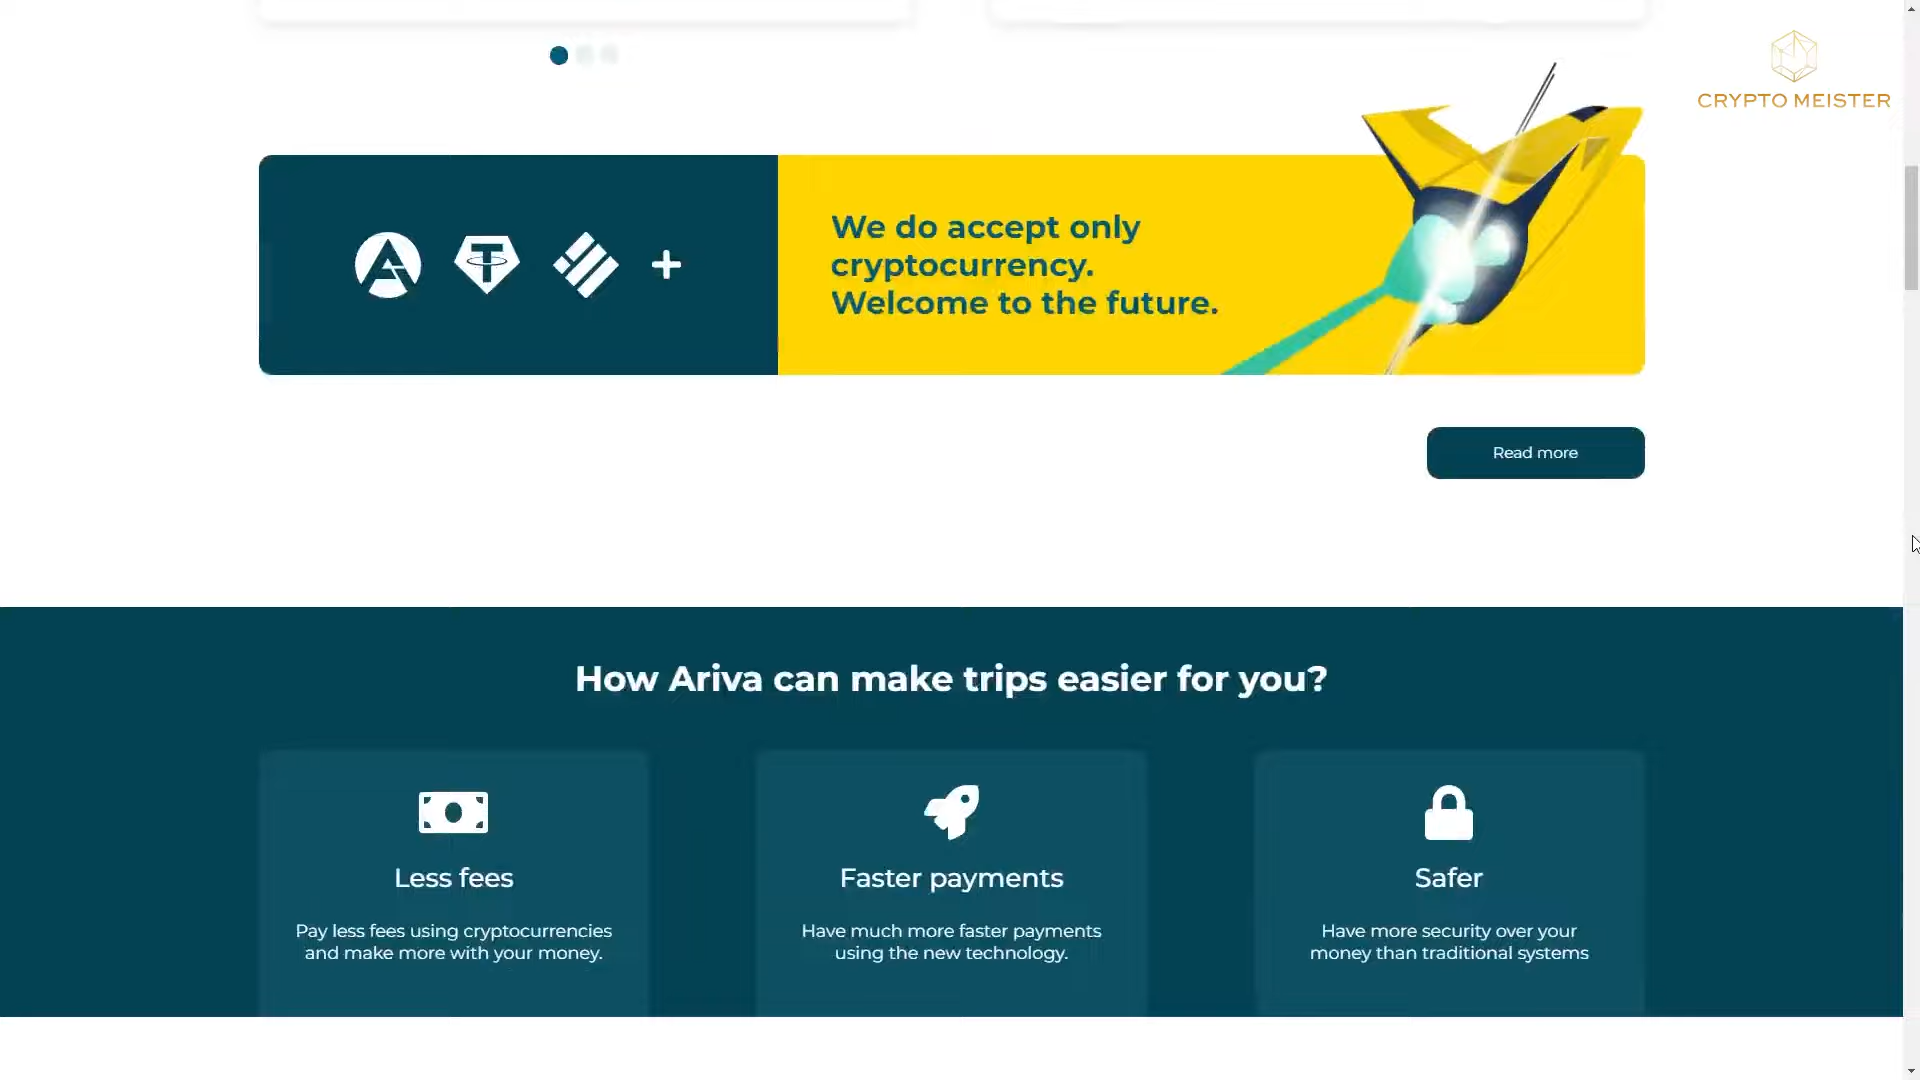 CRYPTO MEISTER
We do accept only
cryptocurrency.
Welcome to the future.
Read more
How Ariva can make trips easier for you?
Less fees
Pay less fees using cryptocurrencies
and make more with your money.
Faster payments
Have much more faster payments
using the new technology.
Safer
Have more security over your
money than traditional systems